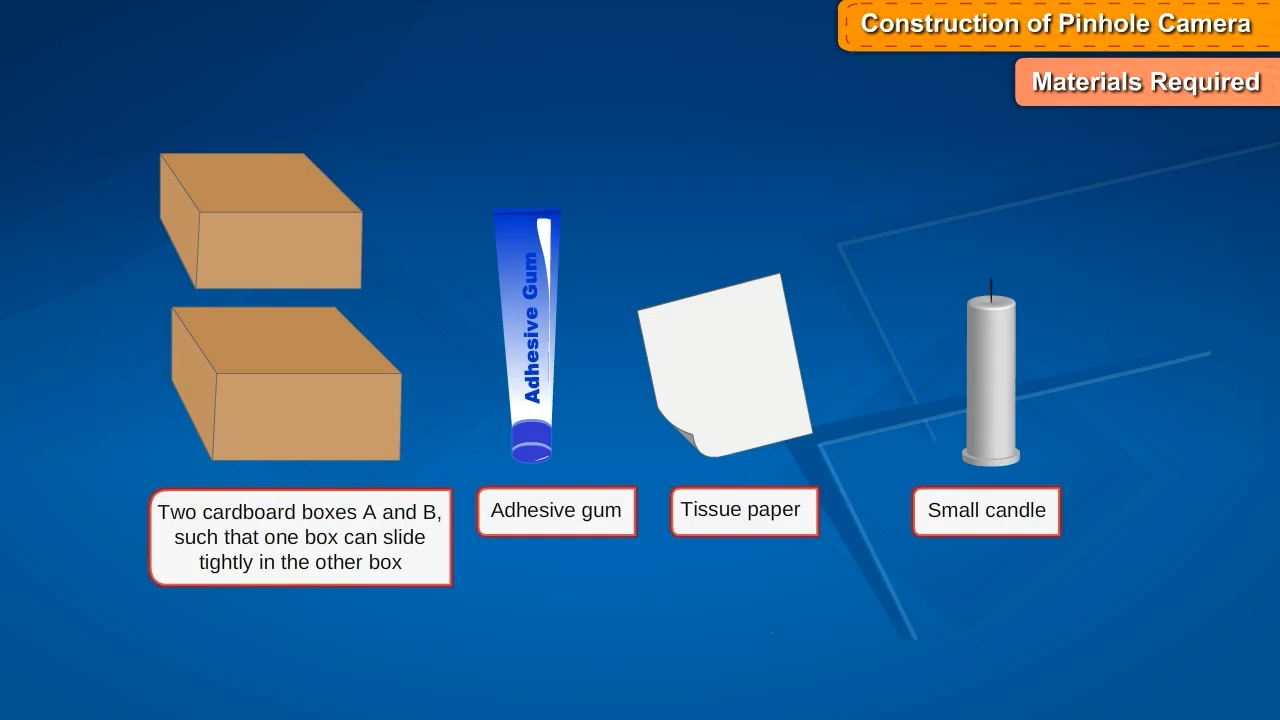 Construction of Pinhole Camera
Materials Required
Adhesive Gum
Two cardboard boxes A and B,
such that one box can slide
tightly in the other box
Adhesive gum
Tissue paper
Small candle